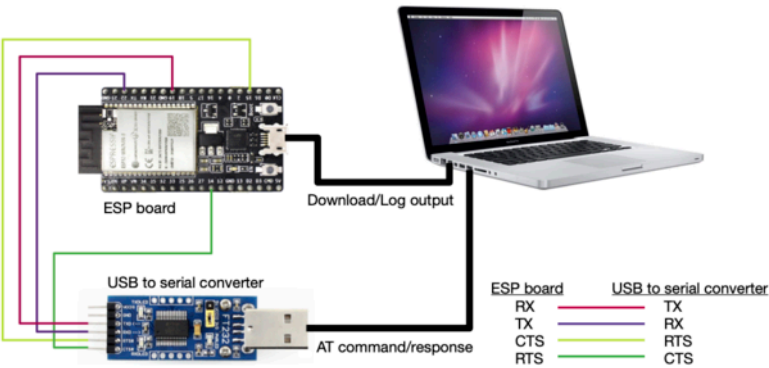 ESP board
Download/Log output
USB to serial converter
AT command/response
ESP board USB to serial converter
RX TX
TX RX
CTS RTS
RTS CTS